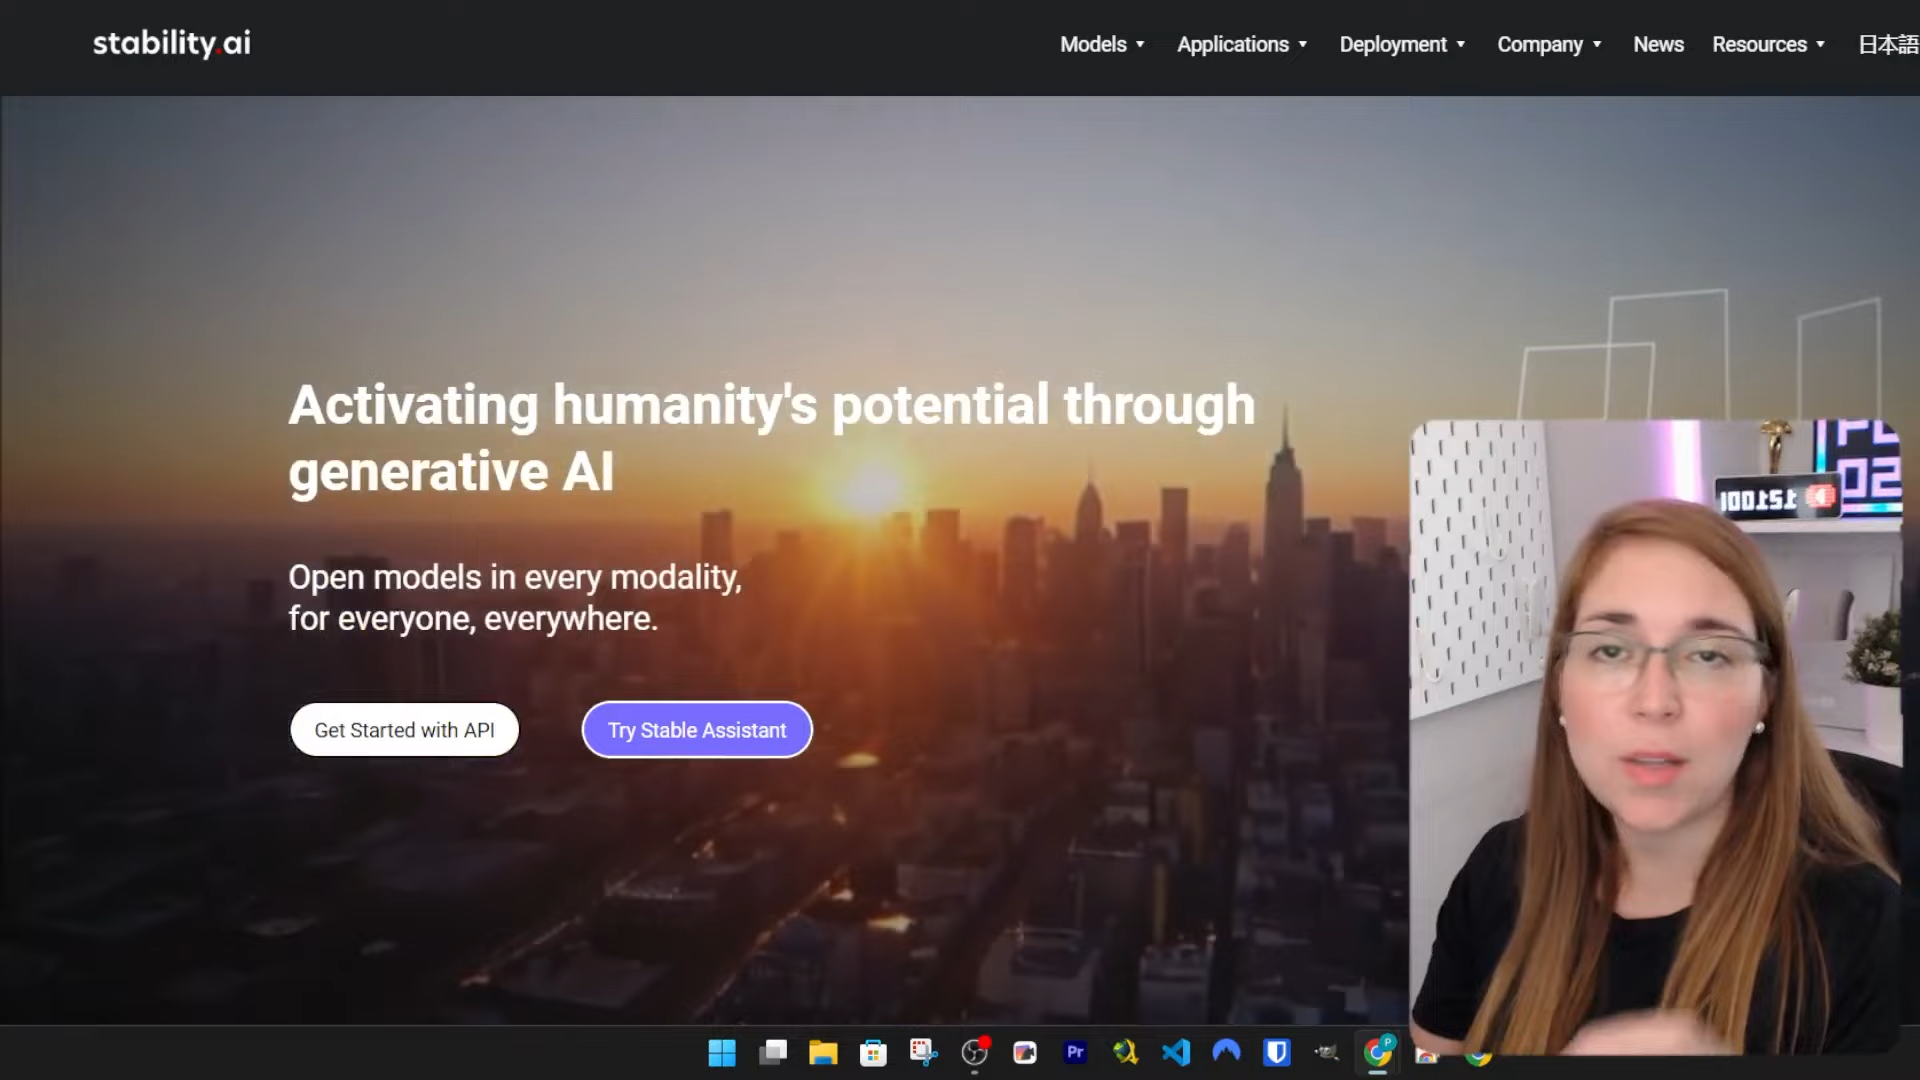 stability.ai
Models
Applications
Deployment
Company
News
Resources
日本語
Activating humanity's potential through
generative AI
Open models in every modality,
for everyone, everywhere.
Get Started with API
Try Stable Assistant
Pr
P